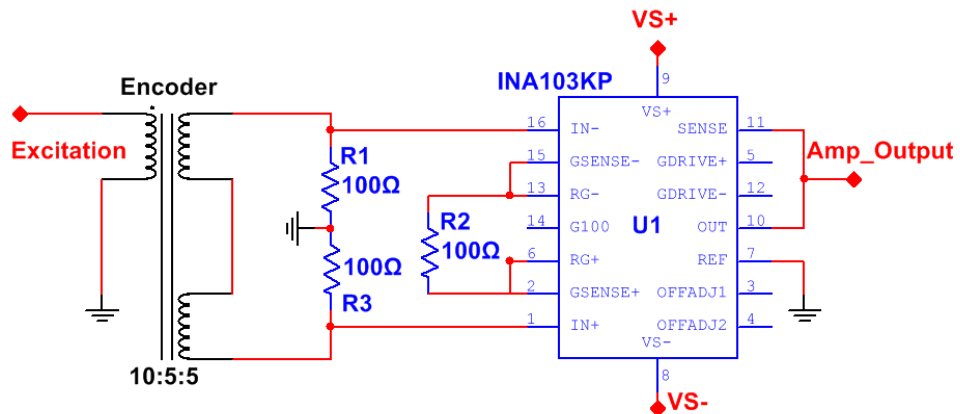 VS+
INA103KP
Encoder
9
VS+
16 IN- SENSE 11
Excitation
R1
100Ω
15 GSENSE- GDRIVE+ 5
Amp_Output
13 RG- GDRIVE- 12
R2
100Ω
14 G100 U1 OUT 10
100Ω
R3
6 RG+ REF 7
2 GSENSE+ OFFADJ1 3
1 IN+ OFFADJ2 4
VS-
8
10:5:5
VS-